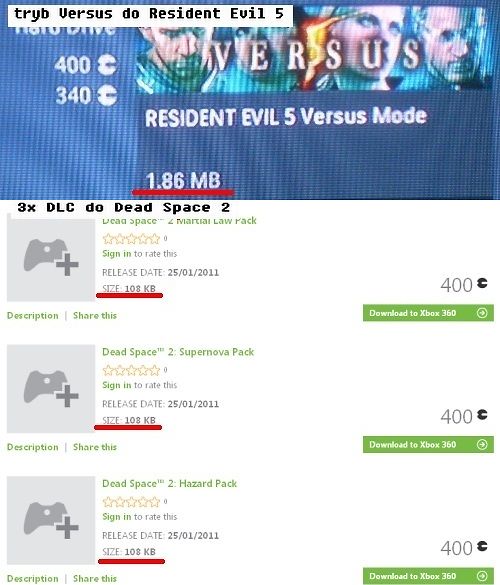 tryb Versus do Resident Evil 5
Hard Drive
400
340
VERSUS
RESIDENT EVIL 5 Versus Mode
1.86 MB
3x DLC do Dead Space 2
Dead Space™ 2 Martial Law Pack
0
Sign in to rate this
RELEASE DATE: 25/01/2011
SIZE: 108 KB
400
Description | Share this
Download to Xbox 360
Dead Space™ 2: Supernova Pack
0
Sign in to rate this
RELEASE DATE: 25/01/2011
SIZE: 108 KB
400
Description | Share this
Download to Xbox 360
Dead Space™ 2: Hazard Pack
0
Sign in to rate this
RELEASE DATE: 25/01/2011
SIZE: 108 KB
400
Description | Share this
Download to Xbox 360